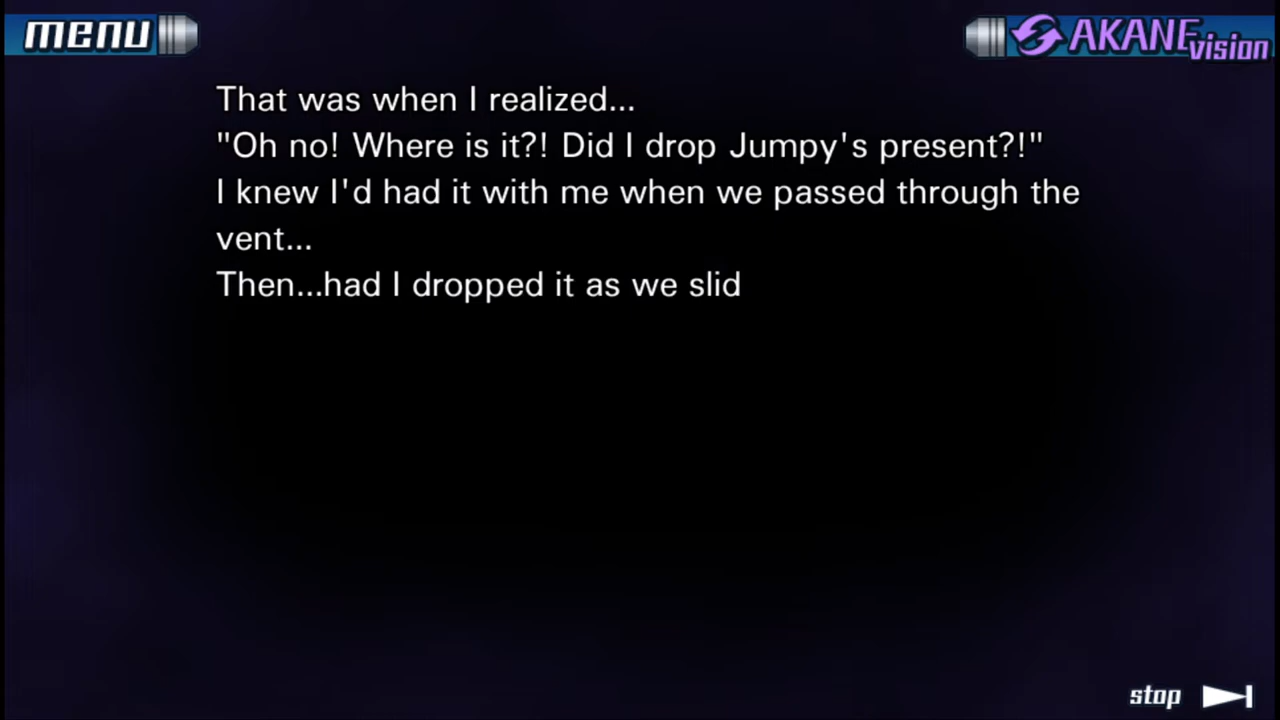 menu
AKANE vision
That was when I realized...
"Oh no! Where is it?! Did I drop Jumpy's present?!"
I knew I'd had it with me when we passed through the
vent...
Then...had I dropped it as we slid
stop